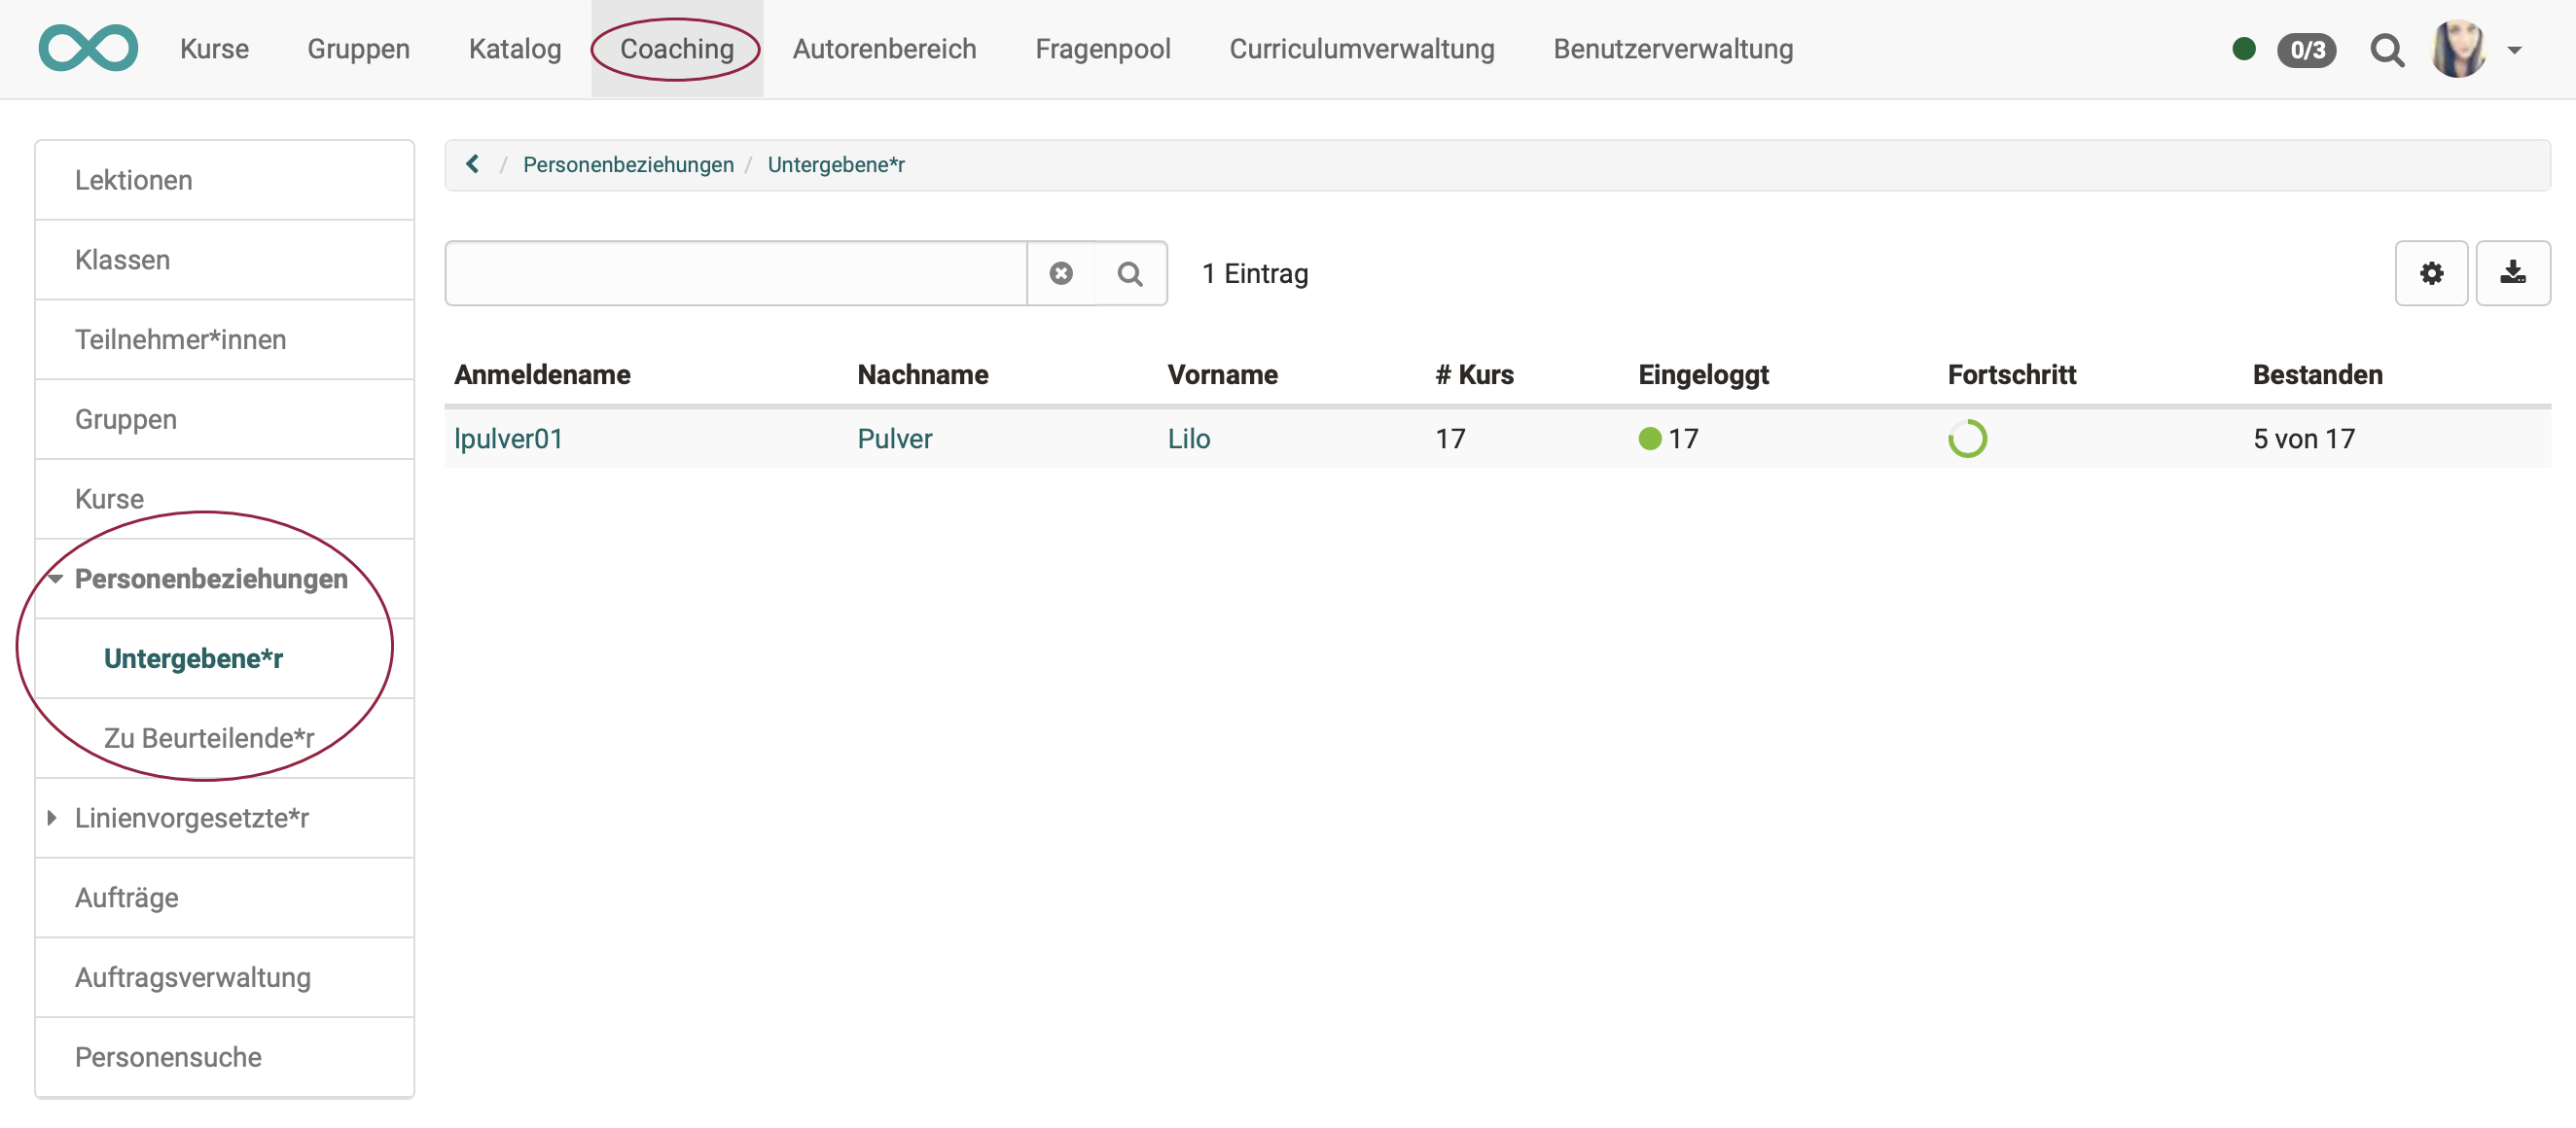 Kurse Gruppen Katalog Coaching Autorenbereich Fragenpool Curriculumverwaltung Benutzerverwaltung 0/3
Lektionen
Klassen
Teilnehmer*innen
Gruppen
Kurse
Personenbeziehungen
Untergebene*r
Zu Beurteilende*r
Linienvorgesetzte*r
Aufträge
Auftragsverwaltung
Personensuche
/ Personenbeziehungen / Untergebene*r
1 Eintrag
Anmeldename Nachname Vorname # Kurs Eingeloggt Fortschritt Bestanden
lpulver01 Pulver Lilo 17 17 5 von 17